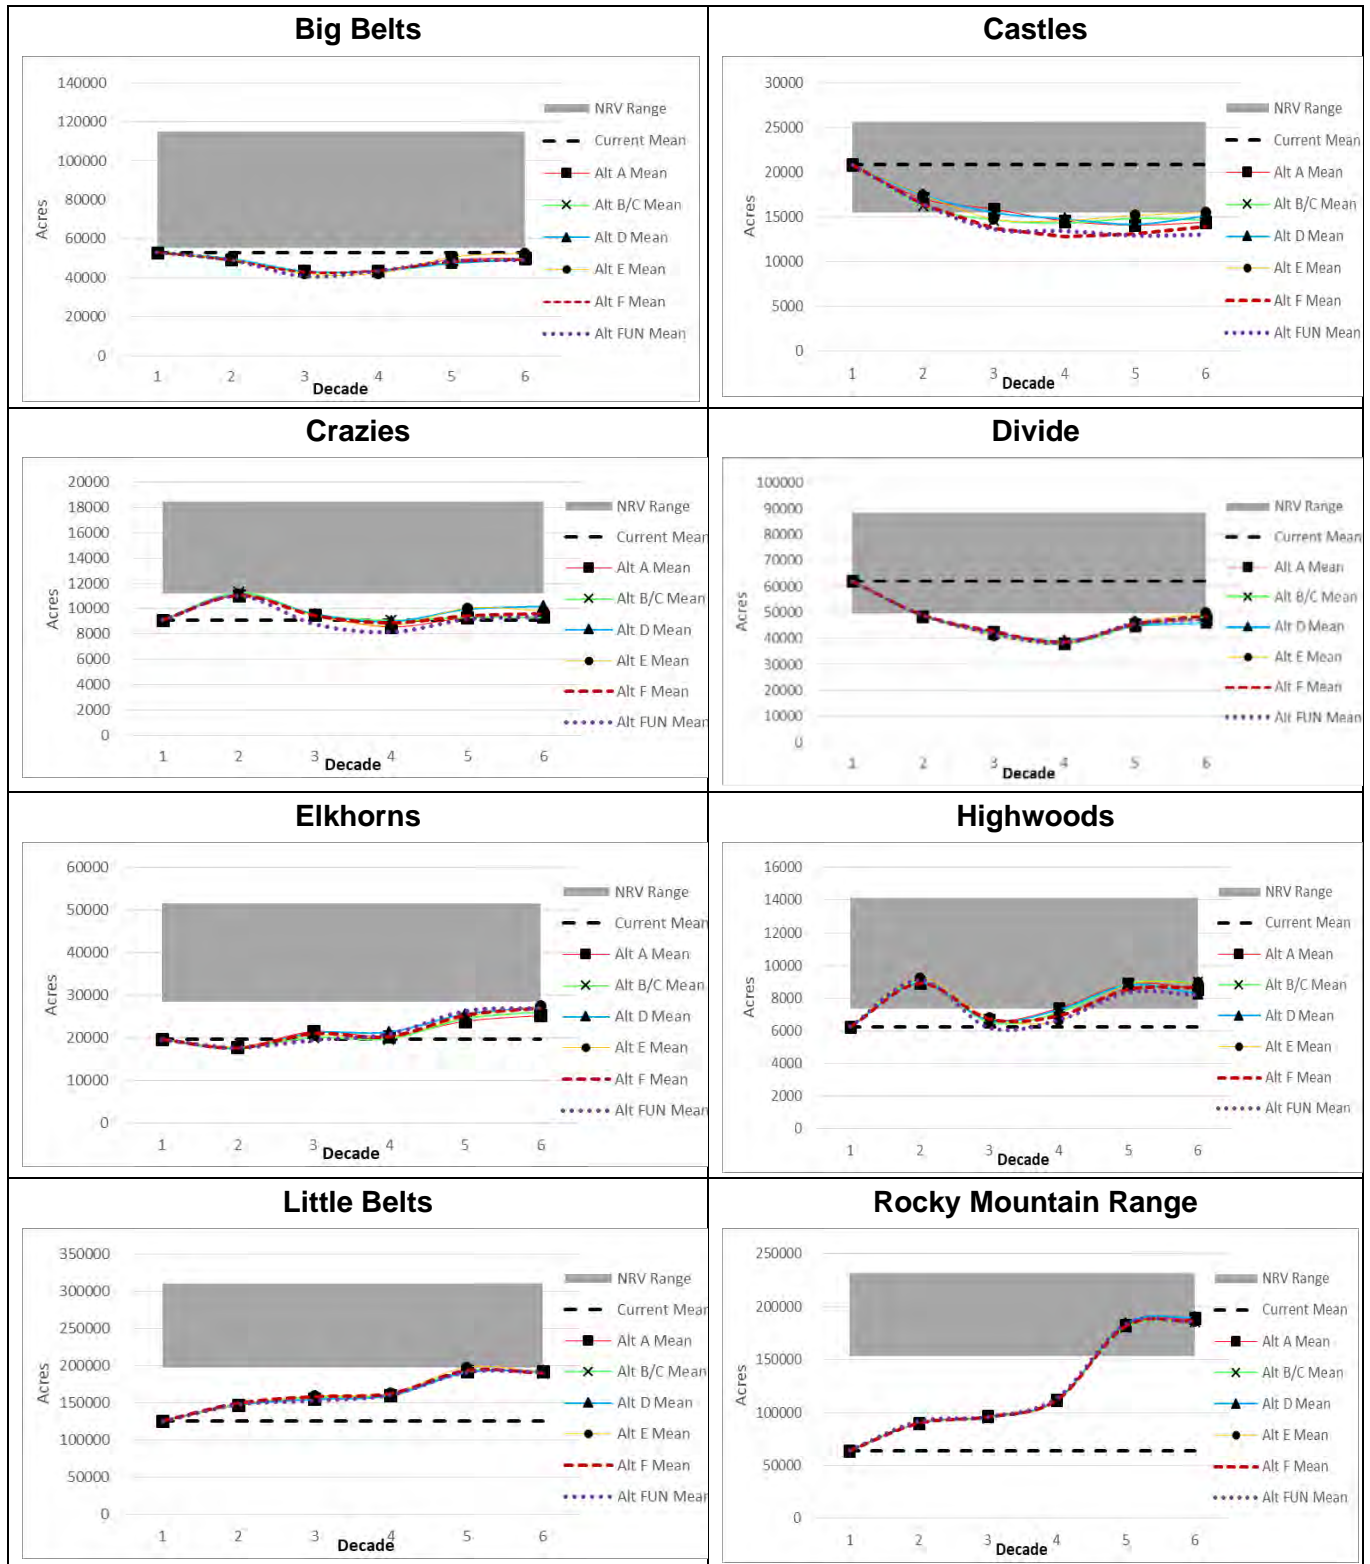 Big Belts
140000
120000
100000
80000
60000
40000
20000
0
Acres
1 2 3 4 5 6
Decade
NRV Range
Current Mean
Alt A Mean
Alt B/C Mean
Alt D Mean
Alt E Mean
Alt F Mean
Alt FUN Mean
Castles
30000
25000
20000
15000
10000
5000
0
Acres
1 2 3 4 5 6
Decade
NRV Range
Current Mean
Alt A Mean
Alt B/C Mean
Alt D Mean
Alt E Mean
Alt F Mean
Alt FUN Mean
Crazies
20000
18000
16000
14000
12000
10000
8000
6000
4000
2000
0
Acres
1 2 3 4 5 6
Decade
NRV Range
Current Mean
Alt A Mean
Alt B/C Mean
Alt D Mean
Alt E Mean
Alt F Mean
Alt FUN Mean
Divide
100000
90000
80000
70000
60000
50000
40000
30000
20000
10000
0
Acres
1 2 3 4 5 6
Decade
NRV Range
Current Mean
Alt A Mean
Alt B/C Mean
Alt D Mean
Alt E Mean
Alt F Mean
Alt FUN Mean
Elkhorns
60000
50000
40000
30000
20000
10000
0
Acres
1 2 3 4 5 6
Decade
NRV Range
Current Mean
Alt A Mean
Alt B/C Mean
Alt D Mean
Alt E Mean
Alt F Mean
Alt FUN Mean
Highwoods
16000
14000
12000
10000
8000
6000
4000
2000
0
Acres
1 2 3 4 5 6
Decade
NRV Range
Current Mean
Alt A Mean
Alt B/C Mean
Alt D Mean
Alt E Mean
Alt F Mean
Alt FUN Mean
Little Belts
350000
300000
250000
200000
150000
100000
50000
0
Acres
1 2 3 4 5 6
Decade
NRV Range
Current Mean
Alt A Mean
Alt B/C Mean
Alt D Mean
Alt E Mean
Alt F Mean
Alt FUN Mean
Rocky Mountain Range
250000
200000
150000
100000
50000
0
Acres
1 2 3 4 5 6
Decade
NRV Range
Current Mean
Alt A Mean
Alt B/C Mean
Alt D Mean
Alt E Mean
Alt F Mean
Alt FUN Mean